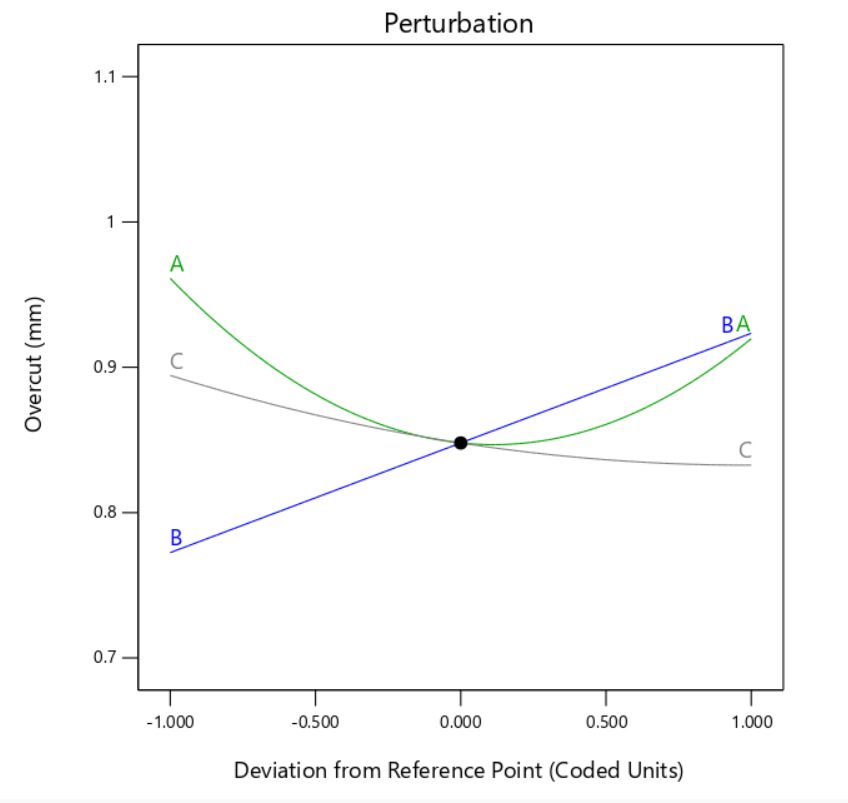 Perturbation
1.1
1
0.9
0.8
0.7
Overcut (mm)
A
C
B
B A
C
-1.000 -0.500 0.000 0.500 1.000
Deviation from Reference Point (Coded Units)